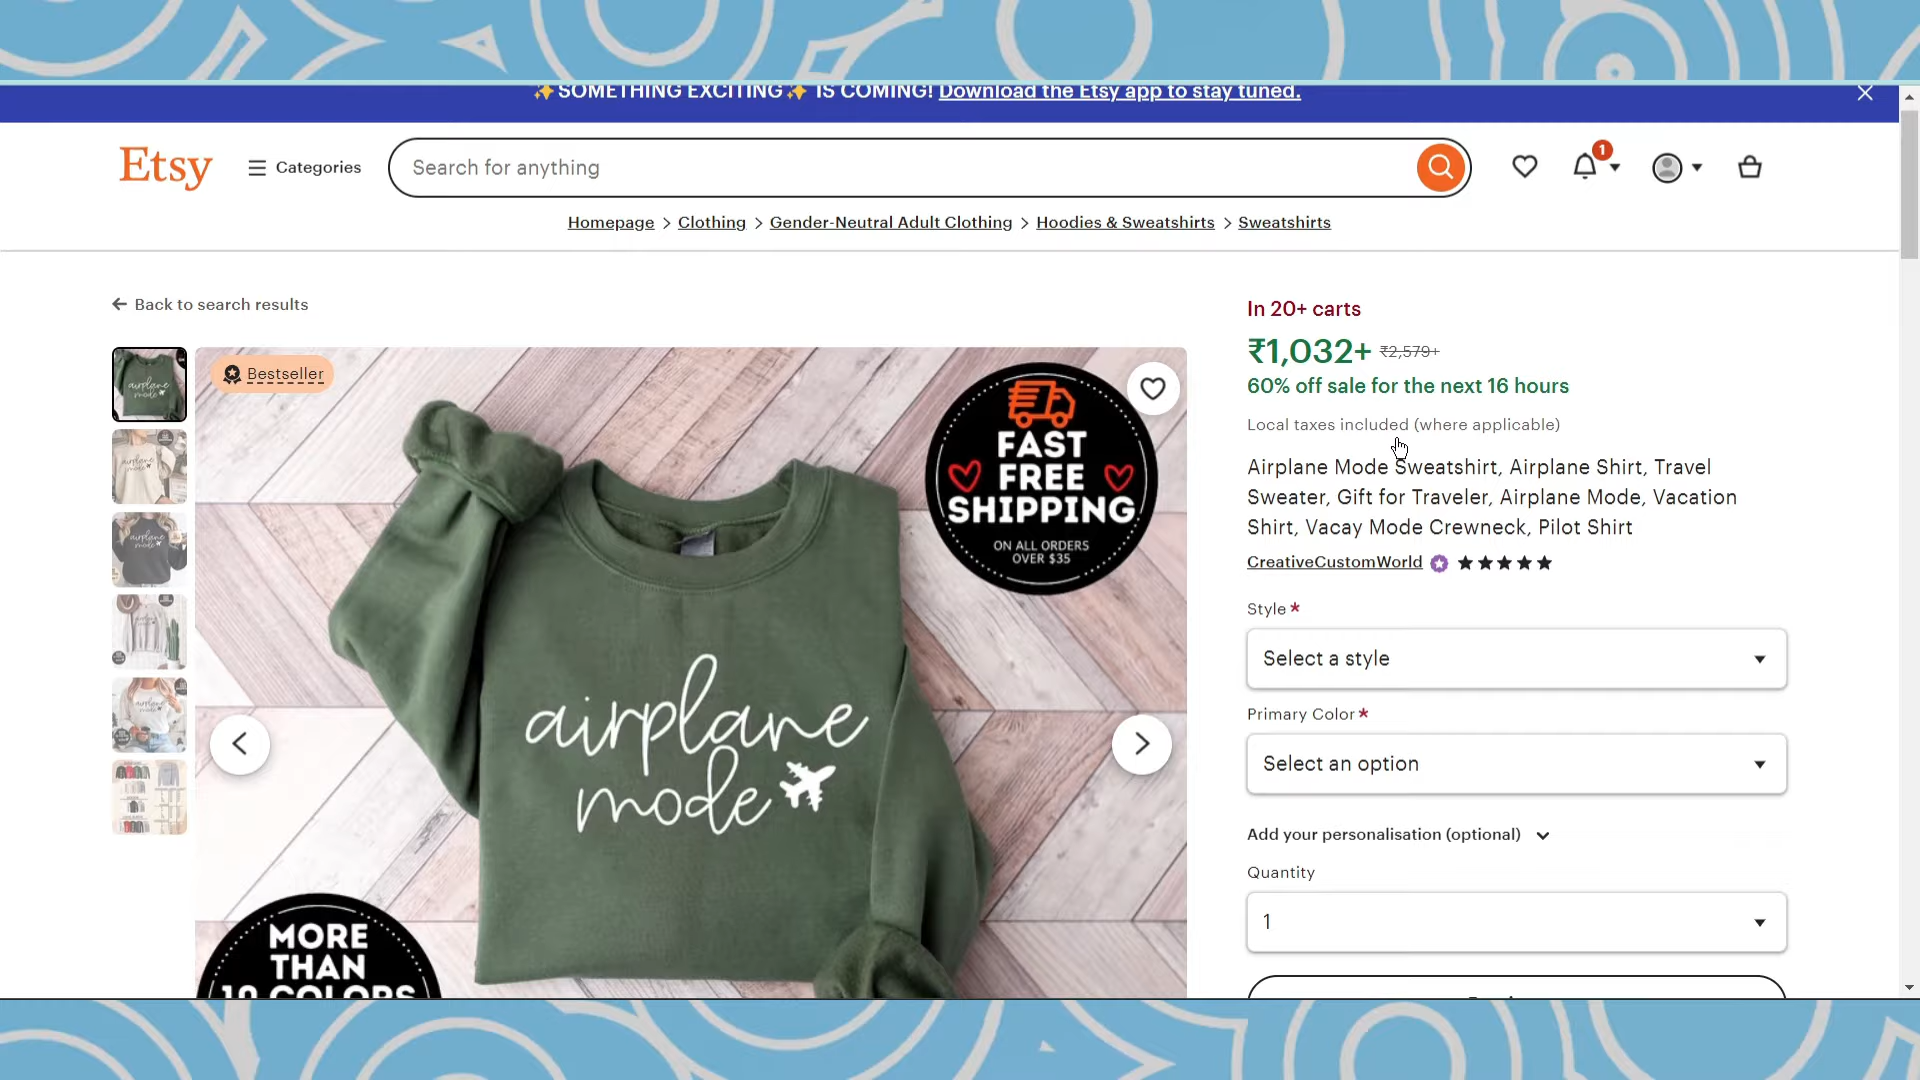 ✨SOMETHING EXCITING✨ IS COMING! Download the Etsy app to stay tuned.
Etsy
Categories
Search for anything
1
Homepage > Clothing > Gender-Neutral Adult Clothing > Hoodies & Sweatshirts > Sweatshirts
Back to search results
Bestseller
FAST
FREE
SHIPPING
ON ALL ORDERS
OVER $35
airplane
mode
MORE
THAN
10 COLORS
In 20+ carts
₹1,032+ ₹2,579+
60% off sale for the next 16 hours
Local taxes included (where applicable)
Airplane Mode Sweatshirt, Airplane Shirt, Travel
Sweater, Gift for Traveler, Airplane Mode, Vacation
Shirt, Vacay Mode Crewneck, Pilot Shirt
CreativeCustomWorld
Style *
Select a style
Primary Color *
Select an option
Add your personalisation (optional)
Quantity
1